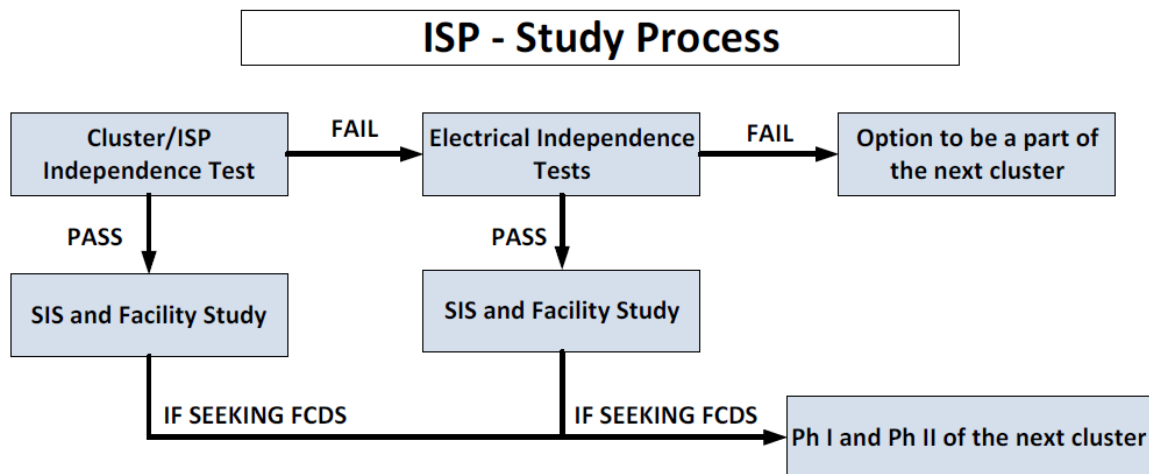 ISP - Study Process
Cluster/ISP
Independence Test
FAIL
Electrical Independence
Tests
FAIL
Option to be a part of
the next cluster
PASS
PASS
SIS and Facility Study
SIS and Facility Study
IF SEEKING FCDS
IF SEEKING FCDS
Ph I and Ph II of the next cluster